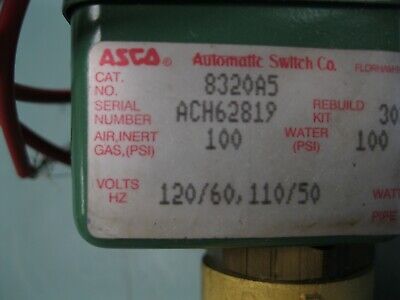 ASCO® Automatic Switch Co.
CAT. NO. 8320A5
SERIAL NUMBER ACH62819 REBUILD KIT 30
AIR, INERT GAS, (PSI) 100 WATER (PSI) 100
VOLTS HZ 120/60, 110/50
PIPE